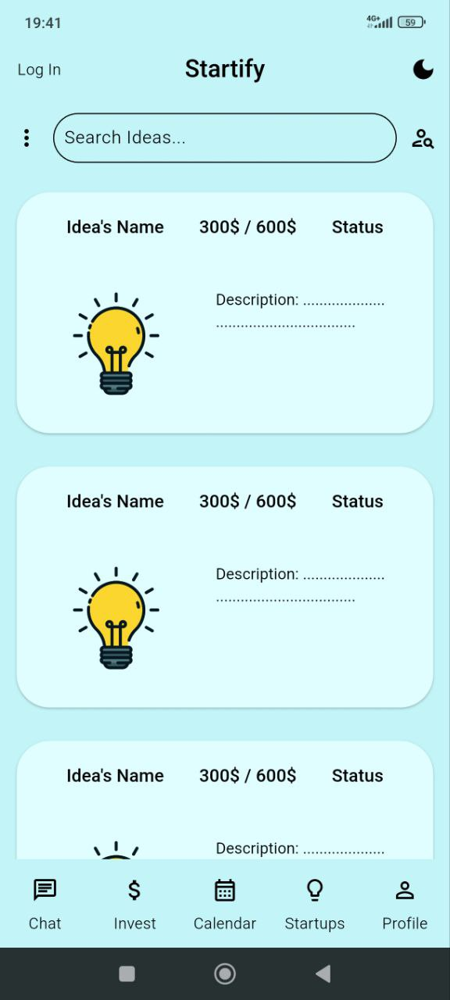 19:41
4G+
59
Log In
Startify
Search Ideas...
Idea's Name 300$ / 600$ Status
Description: ....................
..................................
Idea's Name 300$ / 600$ Status
Description: ....................
..................................
Idea's Name 300$ / 600$ Status
Description: ....................
Chat Invest Calendar Startups Profile